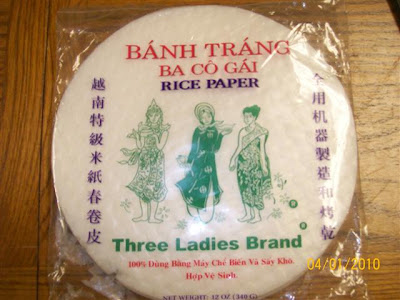 BÁNH TRÁNG
BA CÔ GÁI
RICE PAPER
越南特級米紙春卷皮
全用机器製造和烤乾
Three Ladies Brand
100% Dùng Bằng Máy Chế Biến Và Sấy Khô.
Hợp Vệ Sinh.
NET WEIGHT: 12 OZ (340 G)
04/01/2010